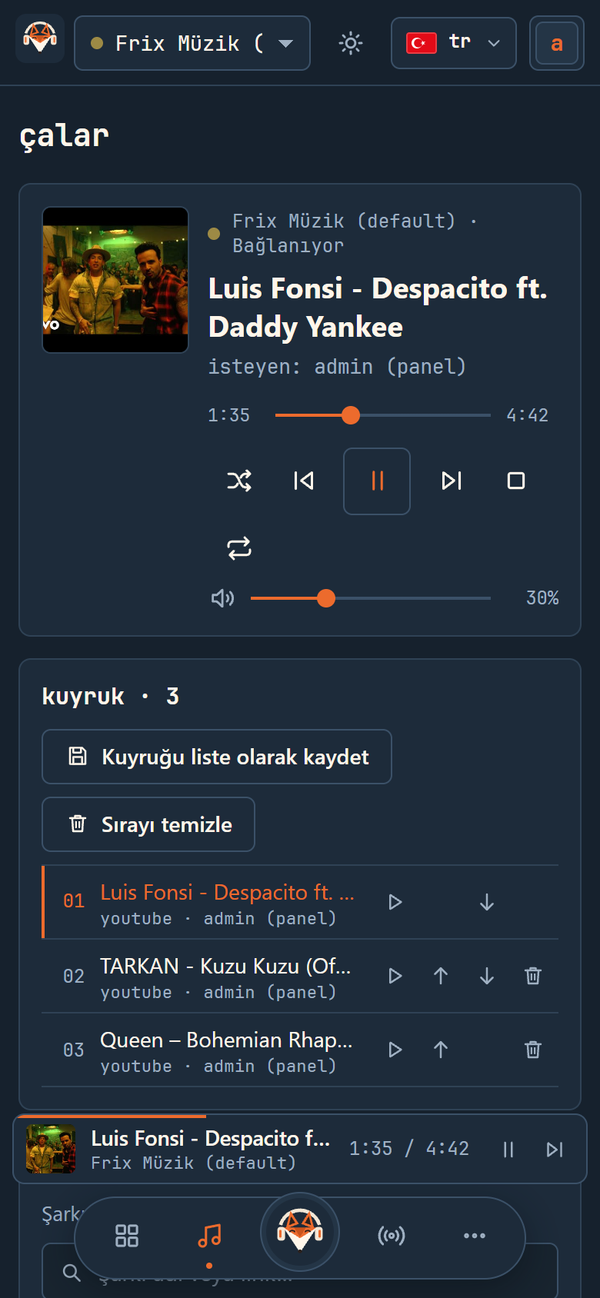 Frix Müzik (
tr
a
çalar
Frix Müzik (default) ·
Bağlanıyor
Luis Fonsi - Despacito ft.
Daddy Yankee
isteyen: admin (panel)
1:35 4:42
30%
kuyruk · 3
Kuyruğu liste olarak kaydet
Sırayı temizle
01 Luis Fonsi - Despacito ft. ...
youtube · admin (panel)
02 TARKAN - Kuzu Kuzu (Of...
youtube · admin (panel)
03 Queen – Bohemian Rhap...
youtube · admin (panel)
Luis Fonsi - Despacito f... 1:35 / 4:42
Frix Müzik (default)